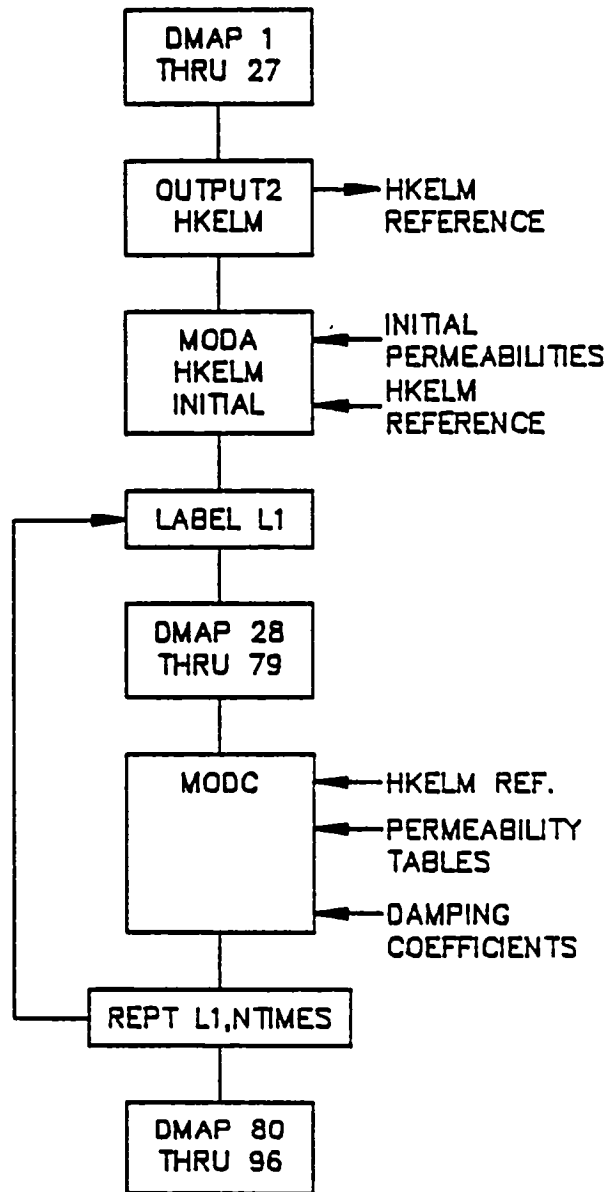 DMAP 1
THRU 27
OUTPUT2
HKELM
HKELM
REFERENCE
MODA
HKELM
INITIAL
INITIAL
PERMEABILITIES
HKELM
REFERENCE
LABEL L1
DMAP 28
THRU 79
MODC
HKELM REF.
PERMEABILITY
TABLES
DAMPING
COEFFICIENTS
REPT L1,NTIMES
DMAP 80
THRU 96